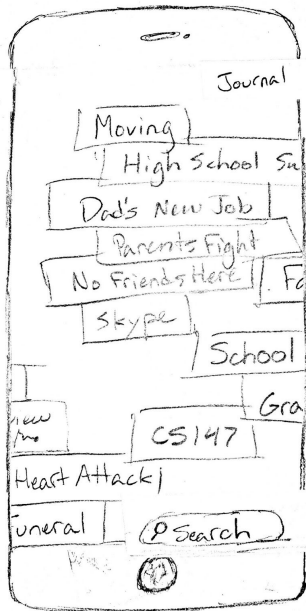 Journal
Moving
High School Su
Dad's New Job
Parents Fight
No Friends Here
Fa
Skype
School
Gra
CS147
Heart Attack
uneral
Search